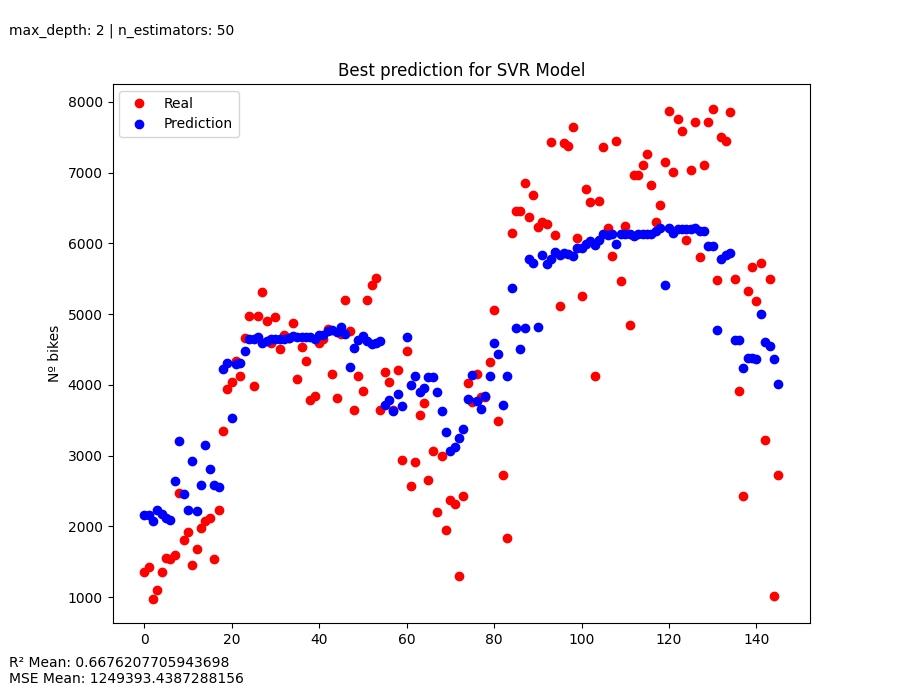 max_depth: 2 | n_estimators: 50
Best prediction for SVR Model
Real
Prediction
8000
7000
6000
5000
4000
3000
2000
1000
Nº bikes
0 20 40 60 80 100 120 140
R² Mean: 0.6676207705943698
MSE Mean: 1249393.4387288156